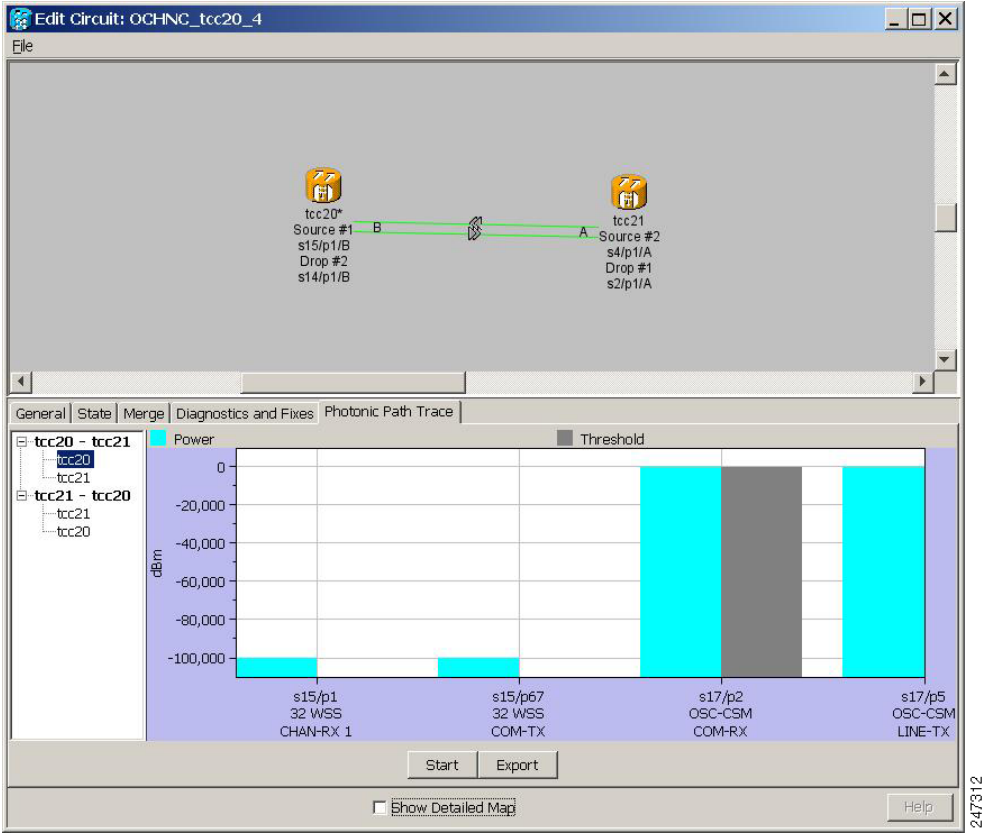 Edit Circuit: OCHNC_tcc20_4
File
tcc20*
Source #1
s15/p1/B
Drop #2
s14/p1/B
B
A
tcc21
Source #2
s4/p1/A
Drop #1
s2/p1/A
General State Merge Diagnostics and Fixes Photonic Path Trace
tcc20 - tcc21
tcc20
tcc21
tcc21 - tcc20
tcc21
tcc20
Power Threshold
0
-20,000
-40,000
-60,000
-80,000
-100,000
dBm
s15/p1
32 WSS
CHAN-RX 1
s15/p67
32 WSS
COM-TX
s17/p2
OSC-CSM
COM-RX
s17/p5
OSC-CSM
LINE-TX
Start Export
Show Detailed Map
Help
247312